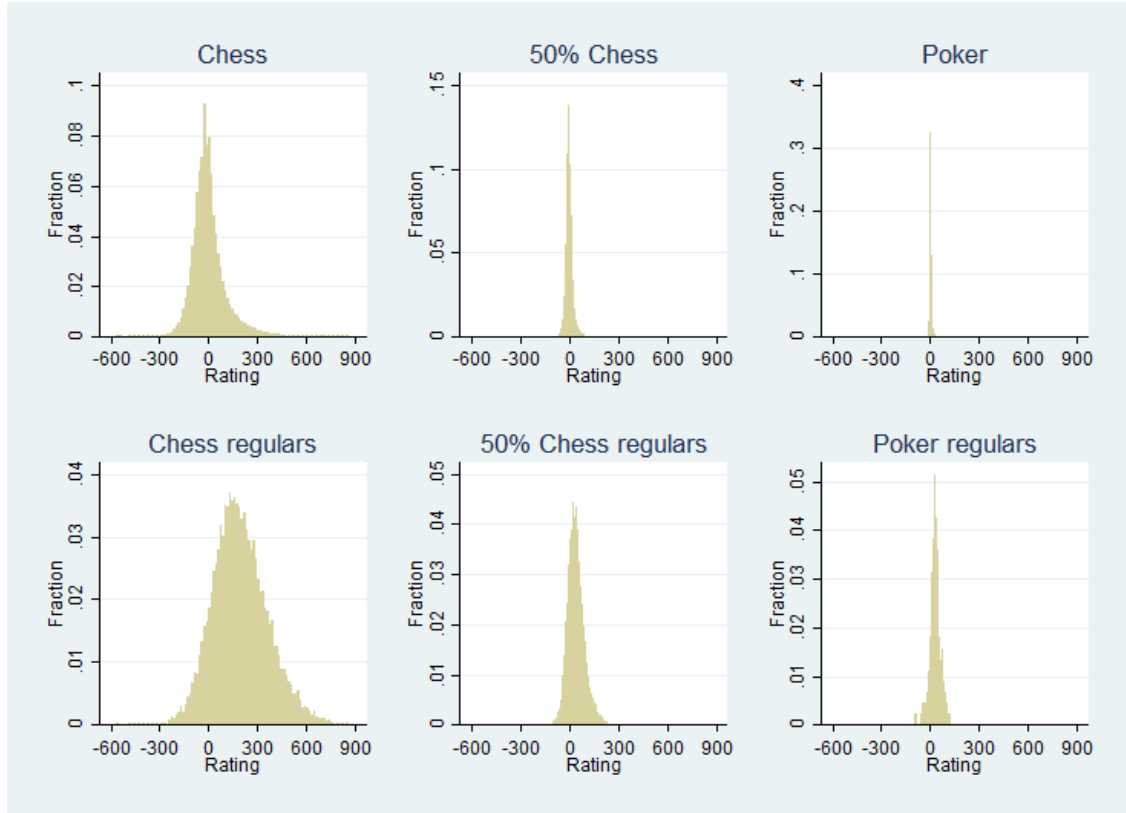 Chess
50% Chess
Poker
Fraction
0 .02 .04 .06 .08 .1
-600 -300 0 300 600 900
Rating
Fraction
0 .05 .1 .15
-600 -300 0 300 600 900
Rating
Fraction
0 .1 .2 .3 .4
-600 -300 0 300 600 900
Rating
Chess regulars
50% Chess regulars
Poker regulars
Fraction
0 .01 .02 .03 .04
-600 -300 0 300 600 900
Rating
Fraction
0 .01 .02 .03 .04 .05
-600 -300 0 300 600 900
Rating
Fraction
0 .01 .02 .03 .04 .05
-600 -300 0 300 600 900
Rating